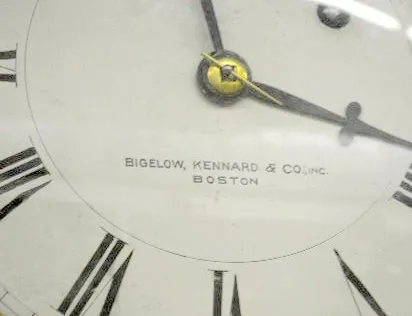 BIGELOW, KENNARD & CO., INC.
BOSTON